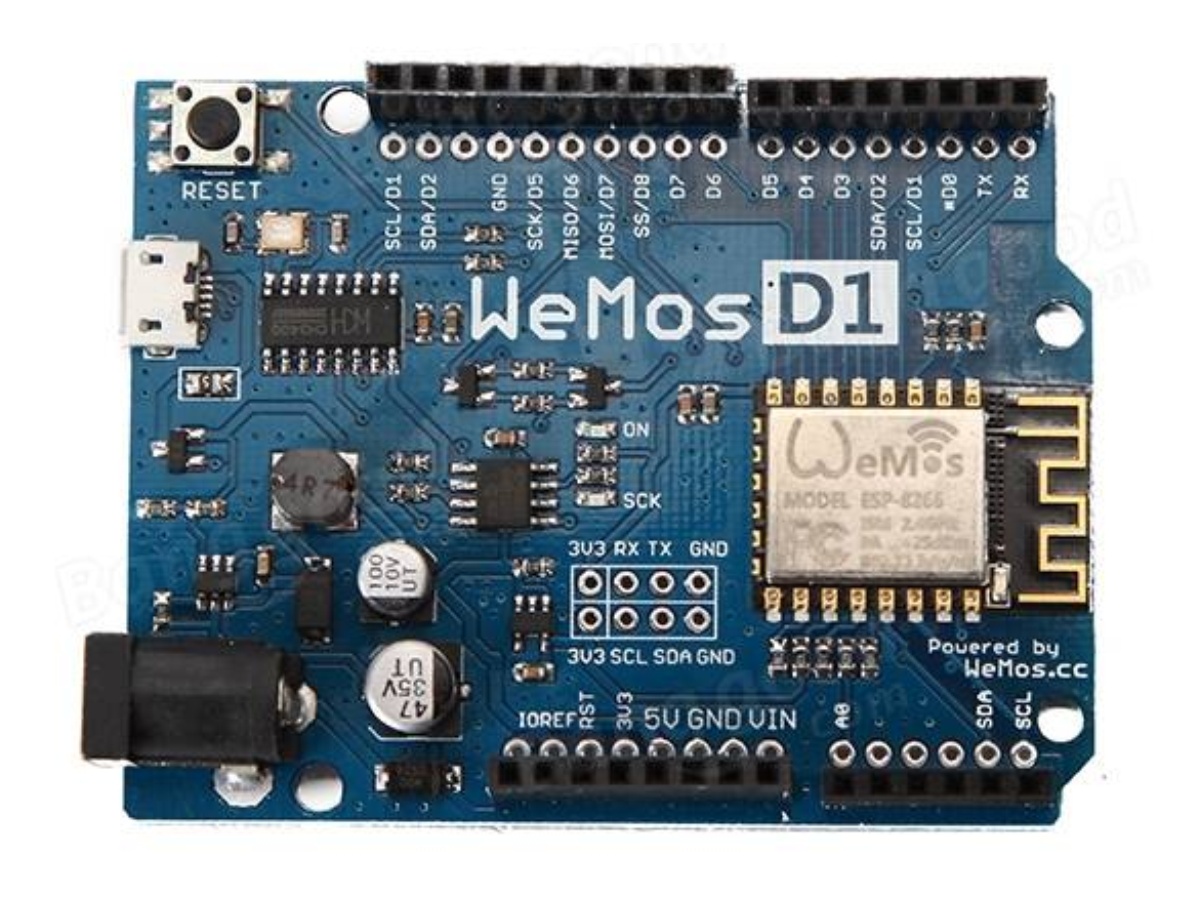 RESET
SCL/D1
SDA/D2
GND
SCK/D5
MISO/D6
MOSI/D7
SS/D8
D7
D6
D5
D4
D3
SDA/D2
SCL/D1
*D0
TX
RX
WeMos D1
4R7
ON
SCK
WeMos
MODEL ESP-8266
3V3 RX TX GND
3V3 SCL SDA GND
100
10V
UT
47
35V
UT
Powered by
WeMos.cc
IOREF RST 3V3 5V GND VIN
A0 SDA SCL